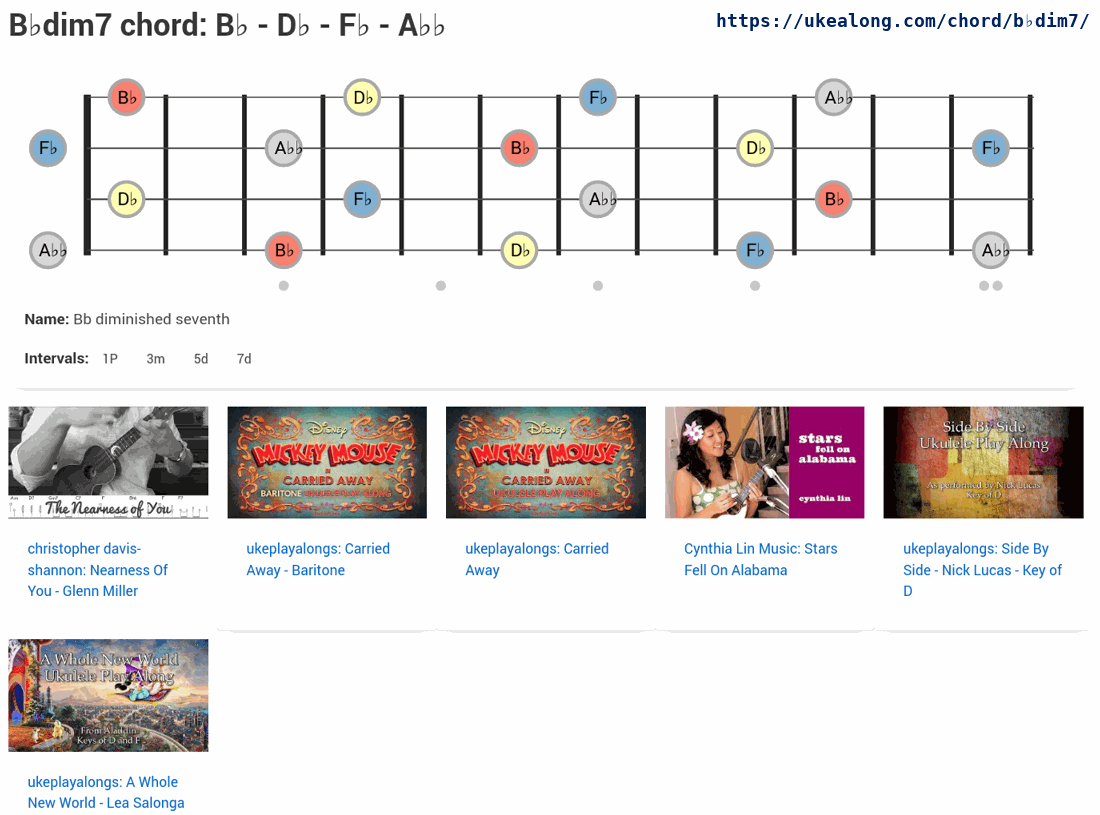 B♭dim7 chord: B♭ - D♭ - F♭ - A♭♭
https://ukealong.com/chord/b♭dim7/
B♭ D♭ F♭ A♭♭
F♭ A♭♭ B♭ D♭ F♭
D♭ F♭ A♭♭ B♭
A♭♭ B♭ D♭ F♭ A♭♭
Name: Bb diminished seventh
Intervals: 1P 3m 5d 7d
The Nearness of You
Disney
MICKEY MOUSE
IN
CARRIED AWAY
BARITONE UKULELE PLAY ALONG
Disney
MICKEY MOUSE
IN
CARRIED AWAY
UKULELE PLAY ALONG
stars
fell on
alabama
cynthia lin
Side By Side
Ukulele Play Along
As performed by Nick Lucas
Key of D
christopher davis-
shannon: Nearness Of
You - Glenn Miller
ukeplayalongs: Carried
Away - Baritone
ukeplayalongs: Carried
Away
Cynthia Lin Music: Stars
Fell On Alabama
ukeplayalongs: Side By
Side - Nick Lucas - Key of
D
A Whole New World
Ukulele Play Along
From Aladdin
Keys of D and F
ukeplayalongs: A Whole
New World - Lea Salonga